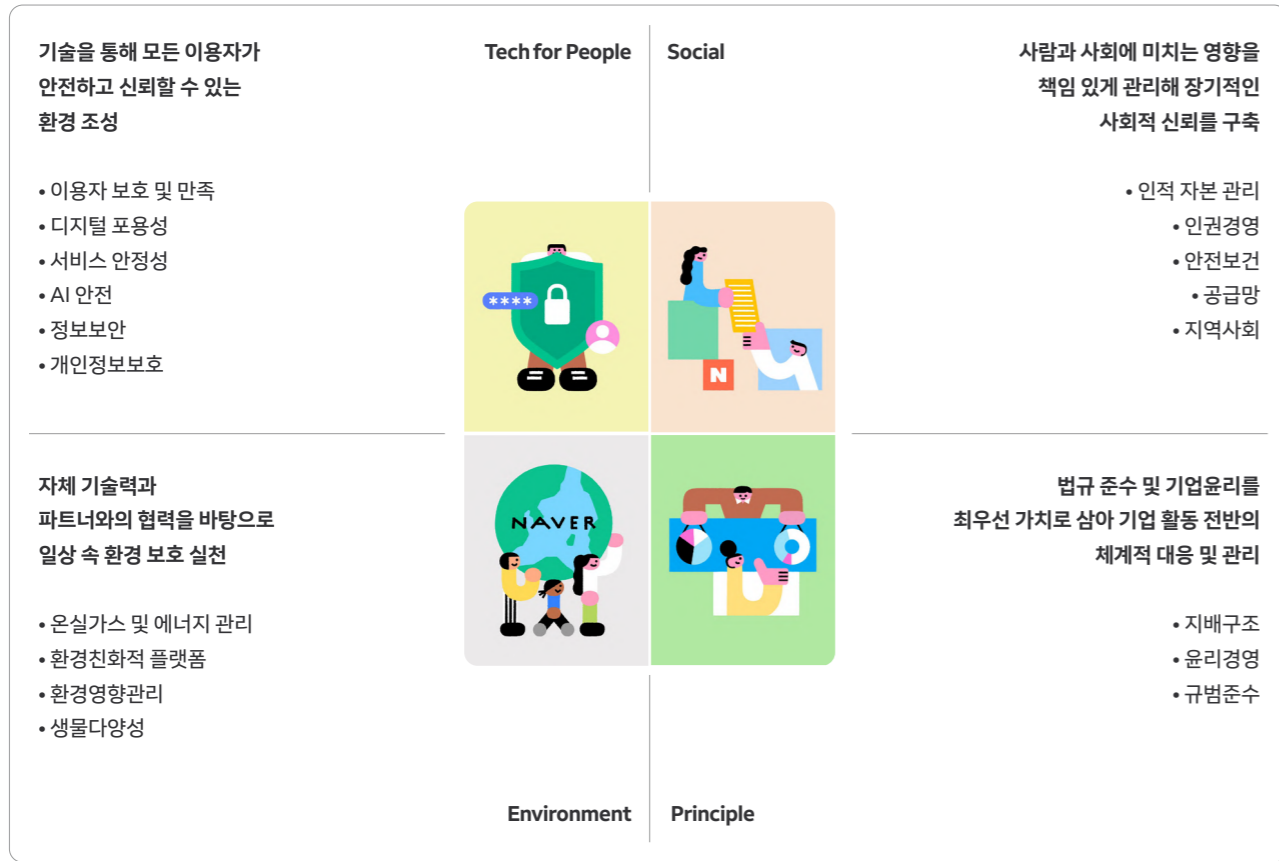 Tech for People
기술을 통해 모든 이용자가
안전하고 신뢰할 수 있는
환경 조성
• 이용자 보호 및 만족
• 디지털 포용성
• 서비스 안정성
• AI 안전
• 정보보안
• 개인정보보호
Social
사람과 사회에 미치는 영향을
책임 있게 관리해 장기적인
사회적 신뢰를 구축
• 인적 자본 관리
• 인권경영
• 안전보건
• 공급망
• 지역사회
****
N
NAVER
자체 기술력과
파트너와의 협력을 바탕으로
일상 속 환경 보호 실천
• 온실가스 및 에너지 관리
• 환경친화적 플랫폼
• 환경영향관리
• 생물다양성
Environment
법규 준수 및 기업윤리를
최우선 가치로 삼아 기업 활동 전반의
체계적 대응 및 관리
• 지배구조
• 윤리경영
• 규범준수
Principle